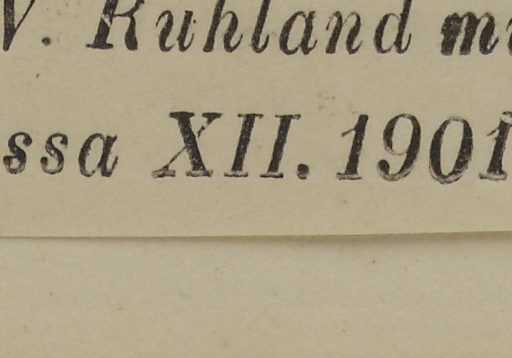 W. Ruhland
ssa XII. 1901